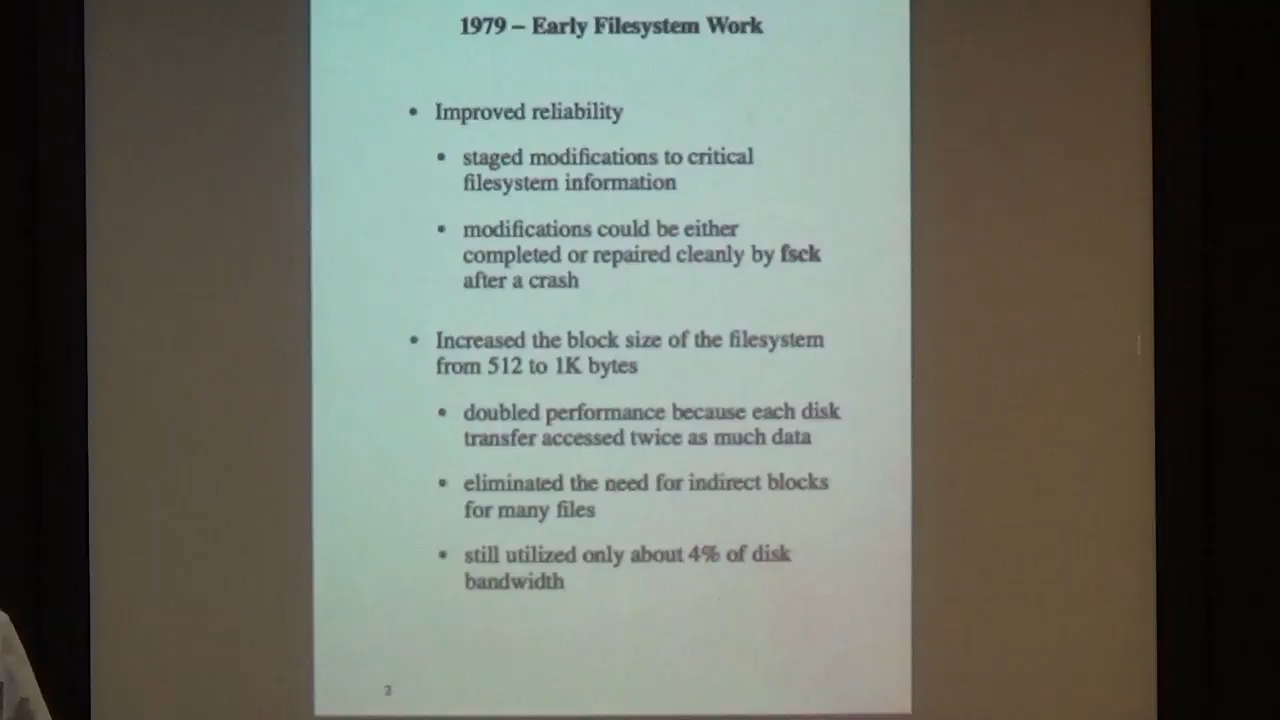 1979 – Early Filesystem Work
• Improved reliability
• staged modifications to critical
filesystem information
• modifications could be either
completed or repaired cleanly by fsck
after a crash
• Increased the block size of the filesystem
from 512 to 1K bytes
• doubled performance because each disk
transfer accessed twice as much data
• eliminated the need for indirect blocks
for many files
• still utilized only about 4% of disk
bandwidth
2